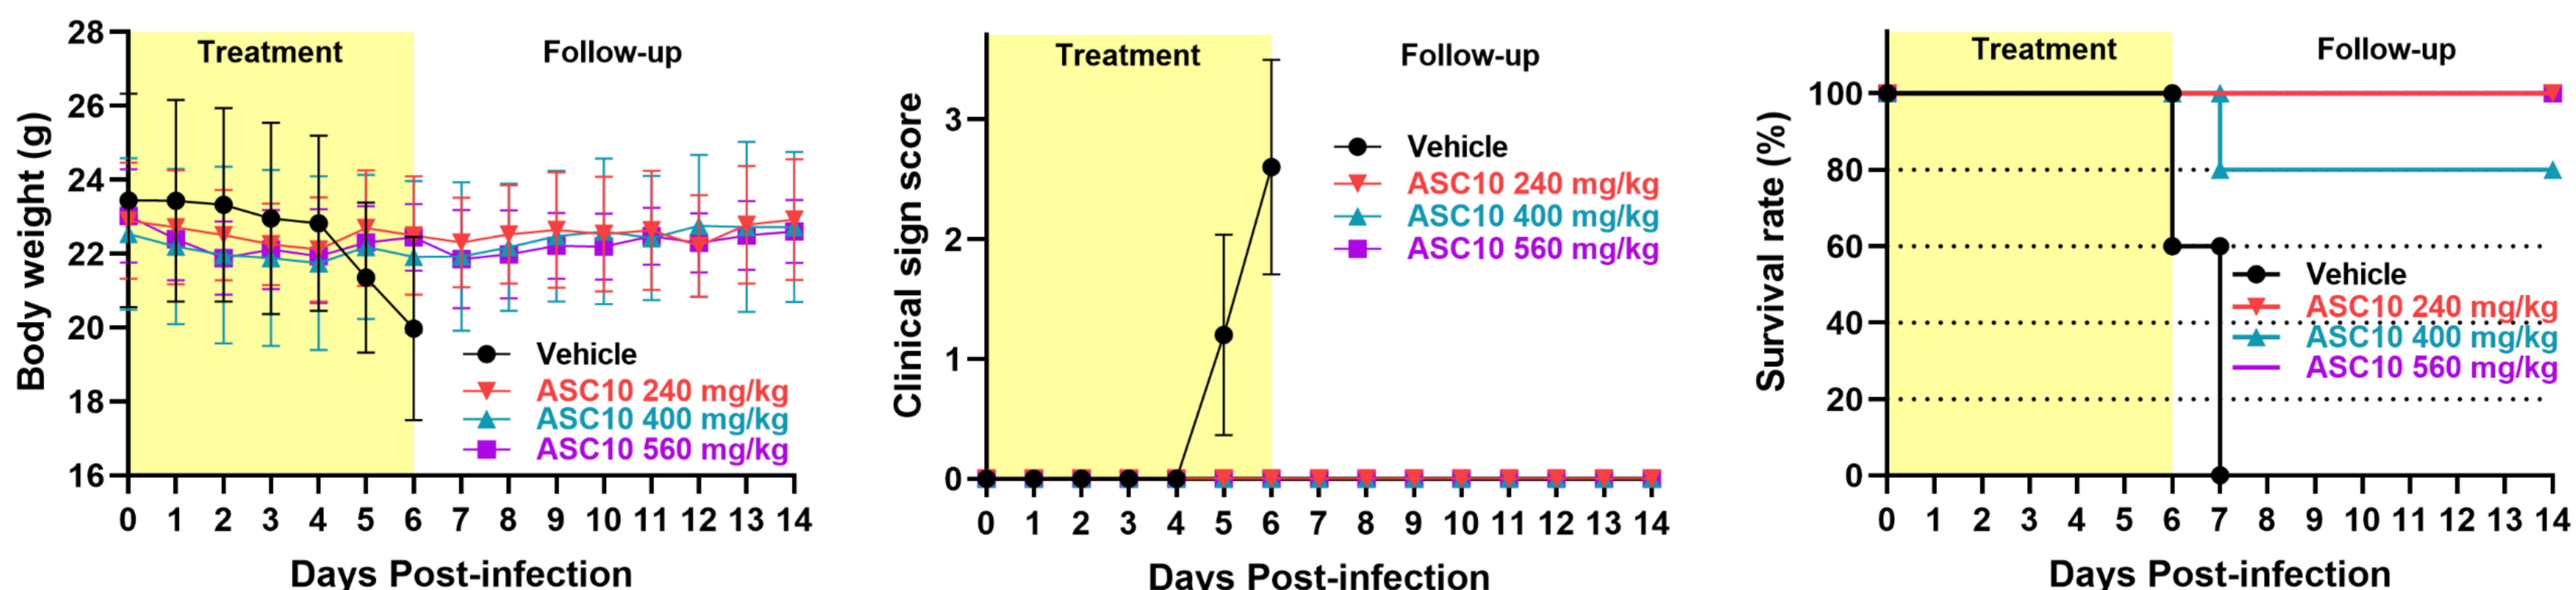 Body weight (g)
28
26
24
22
20
18
16
Treatment
Follow-up
Vehicle
ASC10 240 mg/kg
ASC10 400 mg/kg
ASC10 560 mg/kg
0 1 2 3 4 5 6 7 8 9 10 11 12 13 14
Days Post-infection
Clinical sign score
3
2
1
0
Treatment
Follow-up
Vehicle
ASC10 240 mg/kg
ASC10 400 mg/kg
ASC10 560 mg/kg
0 1 2 3 4 5 6 7 8 9 10 11 12 13 14
Days Post-infection
Survival rate (%)
100
80
60
40
20
0
Treatment
Follow-up
Vehicle
ASC10 240 mg/kg
ASC10 400 mg/kg
ASC10 560 mg/kg
0 1 2 3 4 5 6 7 8 9 10 11 12 13 14
Days Post-infection